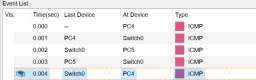 Event List
Vis. Time(sec) Last Device At Device Type
0.000 -- PC4 ICMP
0.001 PC4 Switch0 ICMP
0.002 Switch0 PC5 ICMP
0.003 PC5 Switch0 ICMP
0.004 Switch0 PC4 ICMP